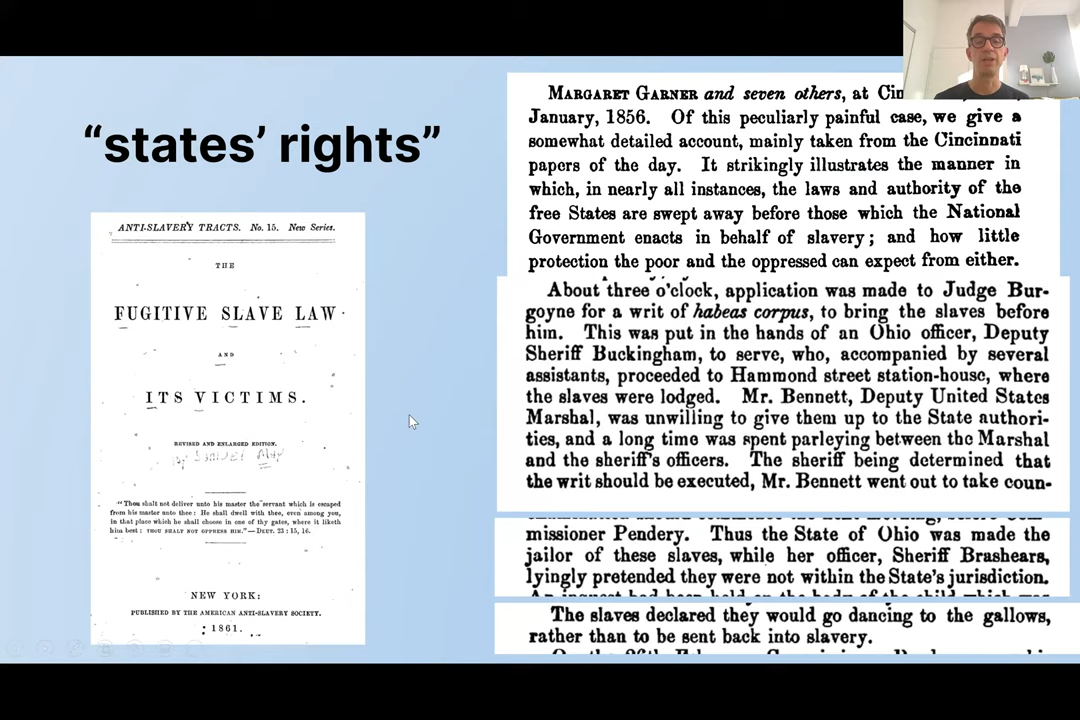 “states’ rights”
ANTI-SLAVERY TRACTS. No. 15. New Series.
THE
FUGITIVE SLAVE LAW
AND
ITS VICTIMS.
REVISED AND ENLARGED EDITION.
“Thou shalt not deliver unto his master the servant which is escaped
from his master unto thee: He shall dwell with thee, even among you,
in that place which he shall choose in one of thy gates, where it liketh
him best: THOU SHALT NOT OPPRESS HIM.”—DEUT. 23: 15, 16.
NEW YORK:
PUBLISHED BY THE AMERICAN ANTI-SLAVERY SOCIETY.
1861.
MARGARET GARNER and seven others, at
January, 1856. Of this peculiarly painful case, we give a
somewhat detailed account, mainly taken from the Cincinnati
papers of the day. It strikingly illustrates the manner in
which, in nearly all instances, the laws and authority of the
free States are swept away before those which the National
Government enacts in behalf of slavery; and how little
protection the poor and the oppressed can expect from either.
About three o’clock, application was made to Judge Bur-
goyne for a writ of habeas corpus, to bring the slaves before
him. This was put in the hands of an Ohio officer, Deputy
Sheriff Buckingham, to serve, who, accompanied by several
assistants, proceeded to Hammond street station-house, where
the slaves were lodged. Mr. Bennett, Deputy United States
Marshal, was unwilling to give them up to the State authori-
ties, and a long time was spent parleying between the Marshal
and the sheriff’s officers. The sheriff being determined that
the writ should be executed, Mr. Bennett went out to take coun-
missioner Pendery. Thus the State of Ohio was made the
jailor of these slaves, while her officer, Sheriff Brashears,
lyingly pretended they were not within the State’s jurisdiction.
The slaves declared they would go dancing to the gallows,
rather than to be sent back into slavery.